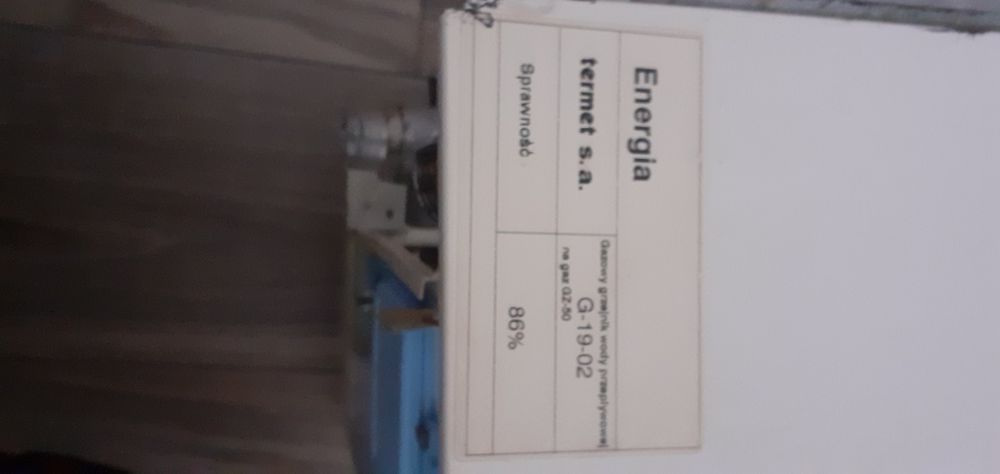 Energia
termet s.a.
Gazowy grzejnik wody przepływowej
G-19-02
na gaz GZ-50
Sprawność
86%